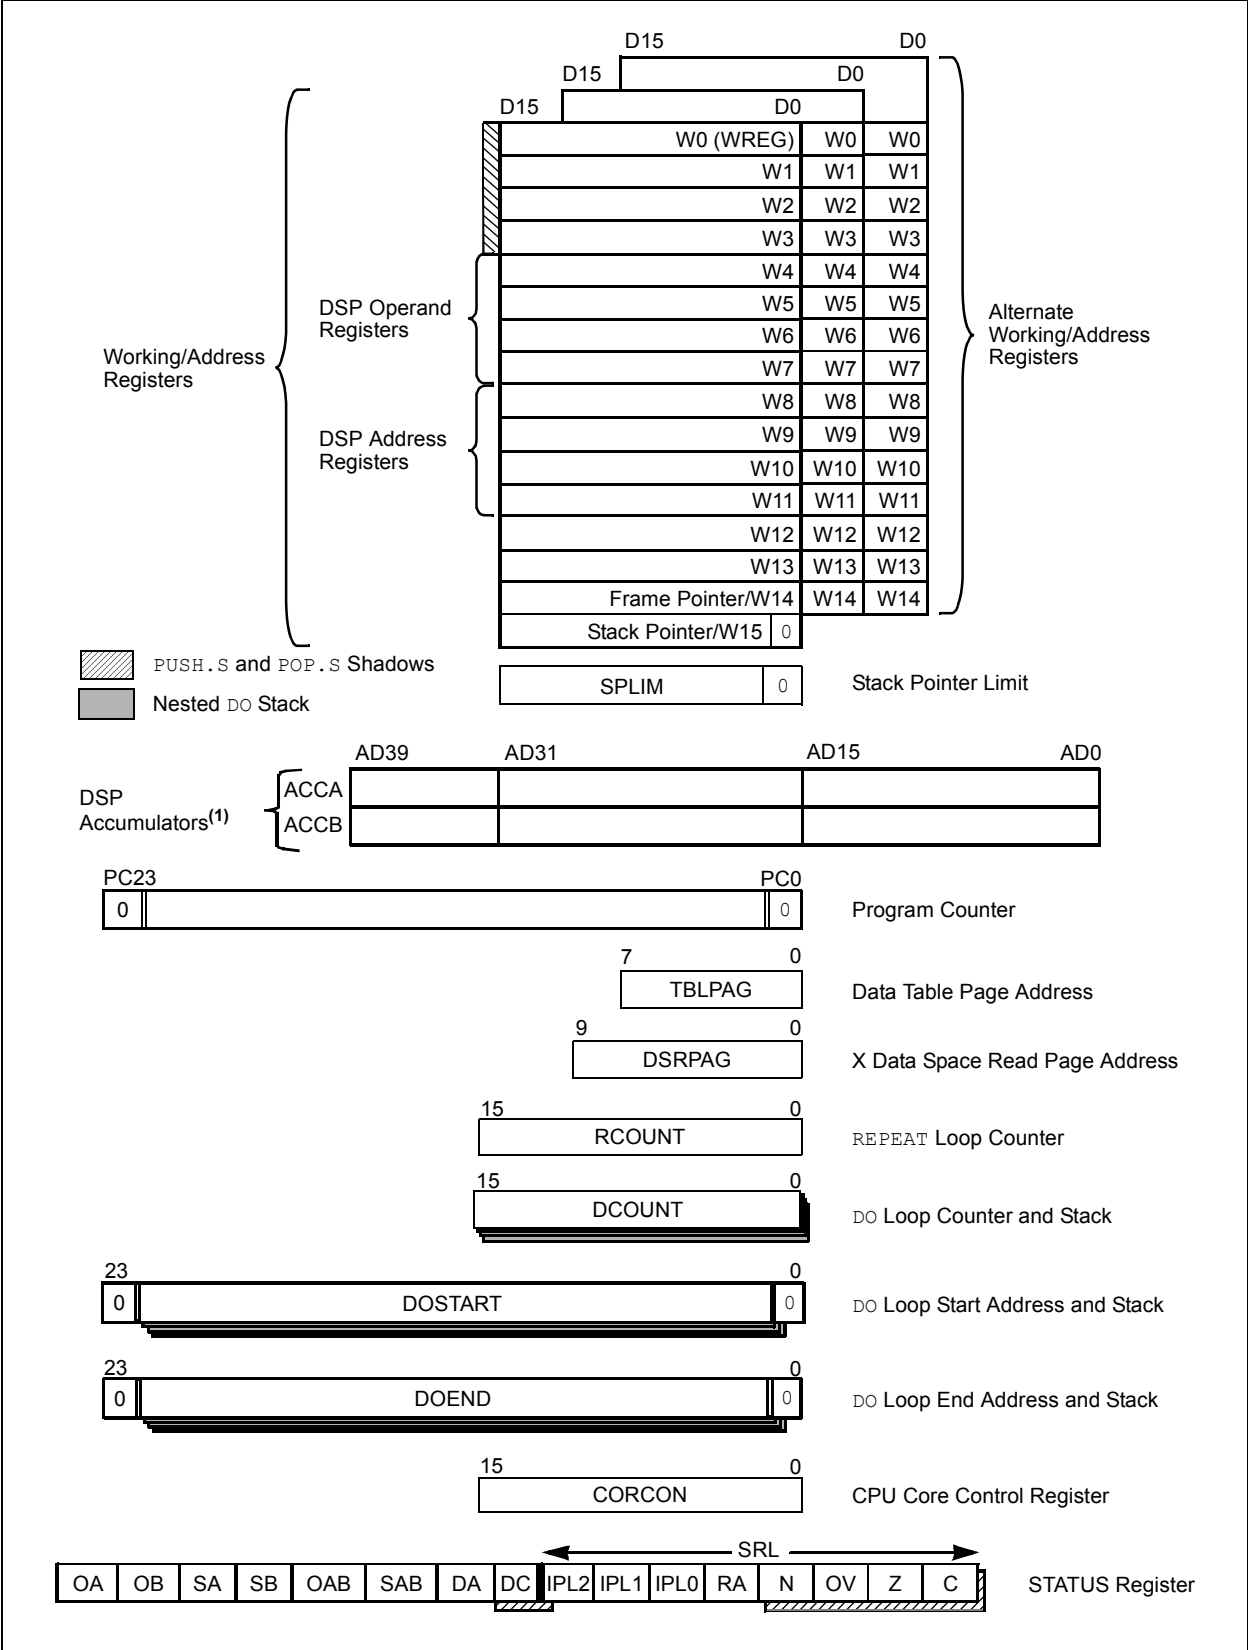 D15 D0
D15 D0
D15 D0
W0 (WREG) W0 W0
W1 W1 W1
W2 W2 W2
W3 W3 W3
W4 W4 W4
W5 W5 W5
W6 W6 W6
W7 W7 W7
W8 W8 W8
W9 W9 W9
W10 W10 W10
W11 W11 W11
W12 W12 W12
W13 W13 W13
Frame Pointer/W14 W14 W14
Stack Pointer/W15 0
Working/Address
Registers
DSP Operand
Registers
DSP Address
Registers
Alternate
Working/Address
Registers
PUSH.S and POP.S Shadows
Nested DO Stack
SPLIM 0 Stack Pointer Limit
AD39 AD31 AD15 AD0
DSP
Accumulators(1)
ACCA
ACCB
PC23 PC0
0 0 Program Counter
7 0
TBLPAG Data Table Page Address
9 0
DSRPAG X Data Space Read Page Address
15 0
RCOUNT REPEAT Loop Counter
15 0
DCOUNT DO Loop Counter and Stack
23 0
0 DOSTART 0 DO Loop Start Address and Stack
23 0
0 DOEND 0 DO Loop End Address and Stack
15 0
CORCON CPU Core Control Register
SRL
OA OB SA SB OAB SAB DA DC IPL2 IPL1 IPL0 RA N OV Z C STATUS Register